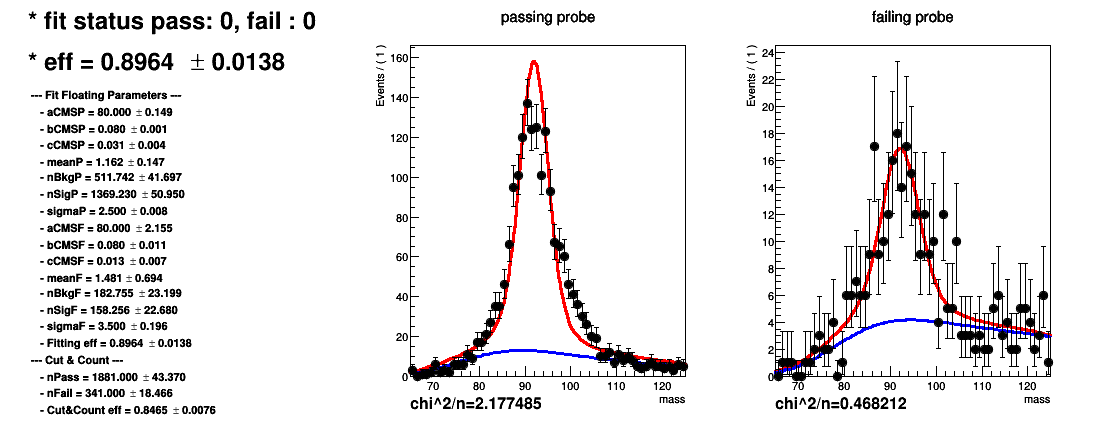 * fit status pass: 0, fail : 0
* eff = 0.8964 ± 0.0138
--- Fit Floating Parameters ---
- aCMSP = 80.000 ± 0.149
- bCMSP = 0.080 ± 0.001
- cCMSP = 0.031 ± 0.004
- meanP = 1.162 ± 0.147
- nBkgP = 511.742 ± 41.697
- nSigP = 1369.230 ± 50.950
- sigmaP = 2.500 ± 0.008
- aCMSF = 80.000 ± 2.155
- bCMSF = 0.080 ± 0.011
- cCMSF = 0.013 ± 0.007
- meanF = 1.481 ± 0.694
- nBkgF = 182.755 ± 23.199
- nSigF = 158.256 ± 22.680
- sigmaF = 3.500 ± 0.196
- Fitting eff = 0.8964 ± 0.0138
--- Cut & Count ---
- nPass = 1881.000 ± 43.370
- nFail = 341.000 ± 18.466
- Cut&Count eff = 0.8465 ± 0.0076
passing probe
Events / ( 1 )
160
140
120
100
80
60
40
20
0
70 80 90 100 110 120
mass
chi^2/n=2.177485
failing probe
Events / ( 1 )
24
22
20
18
16
14
12
10
8
6
4
2
0
70 80 90 100 110 120
mass
chi^2/n=0.468212